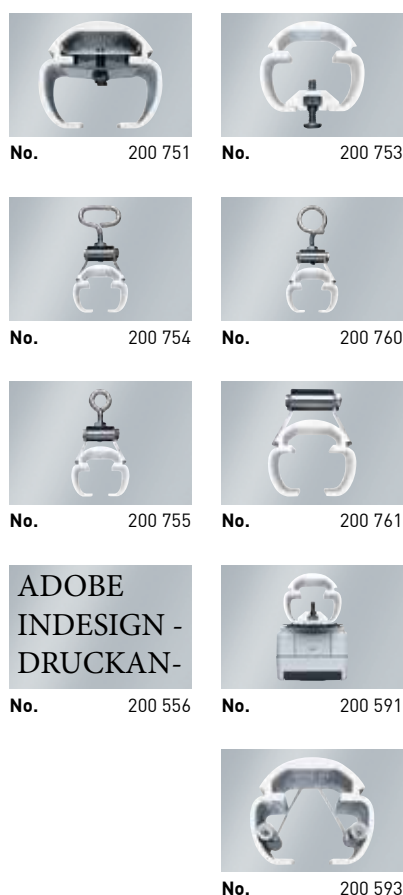 No. 200 751
No. 200 753
No. 200 754
No. 200 760
No. 200 755
No. 200 761
ADOBE
INDESIGN -
DRUCKAN-
No. 200 556
No. 200 591
No. 200 593